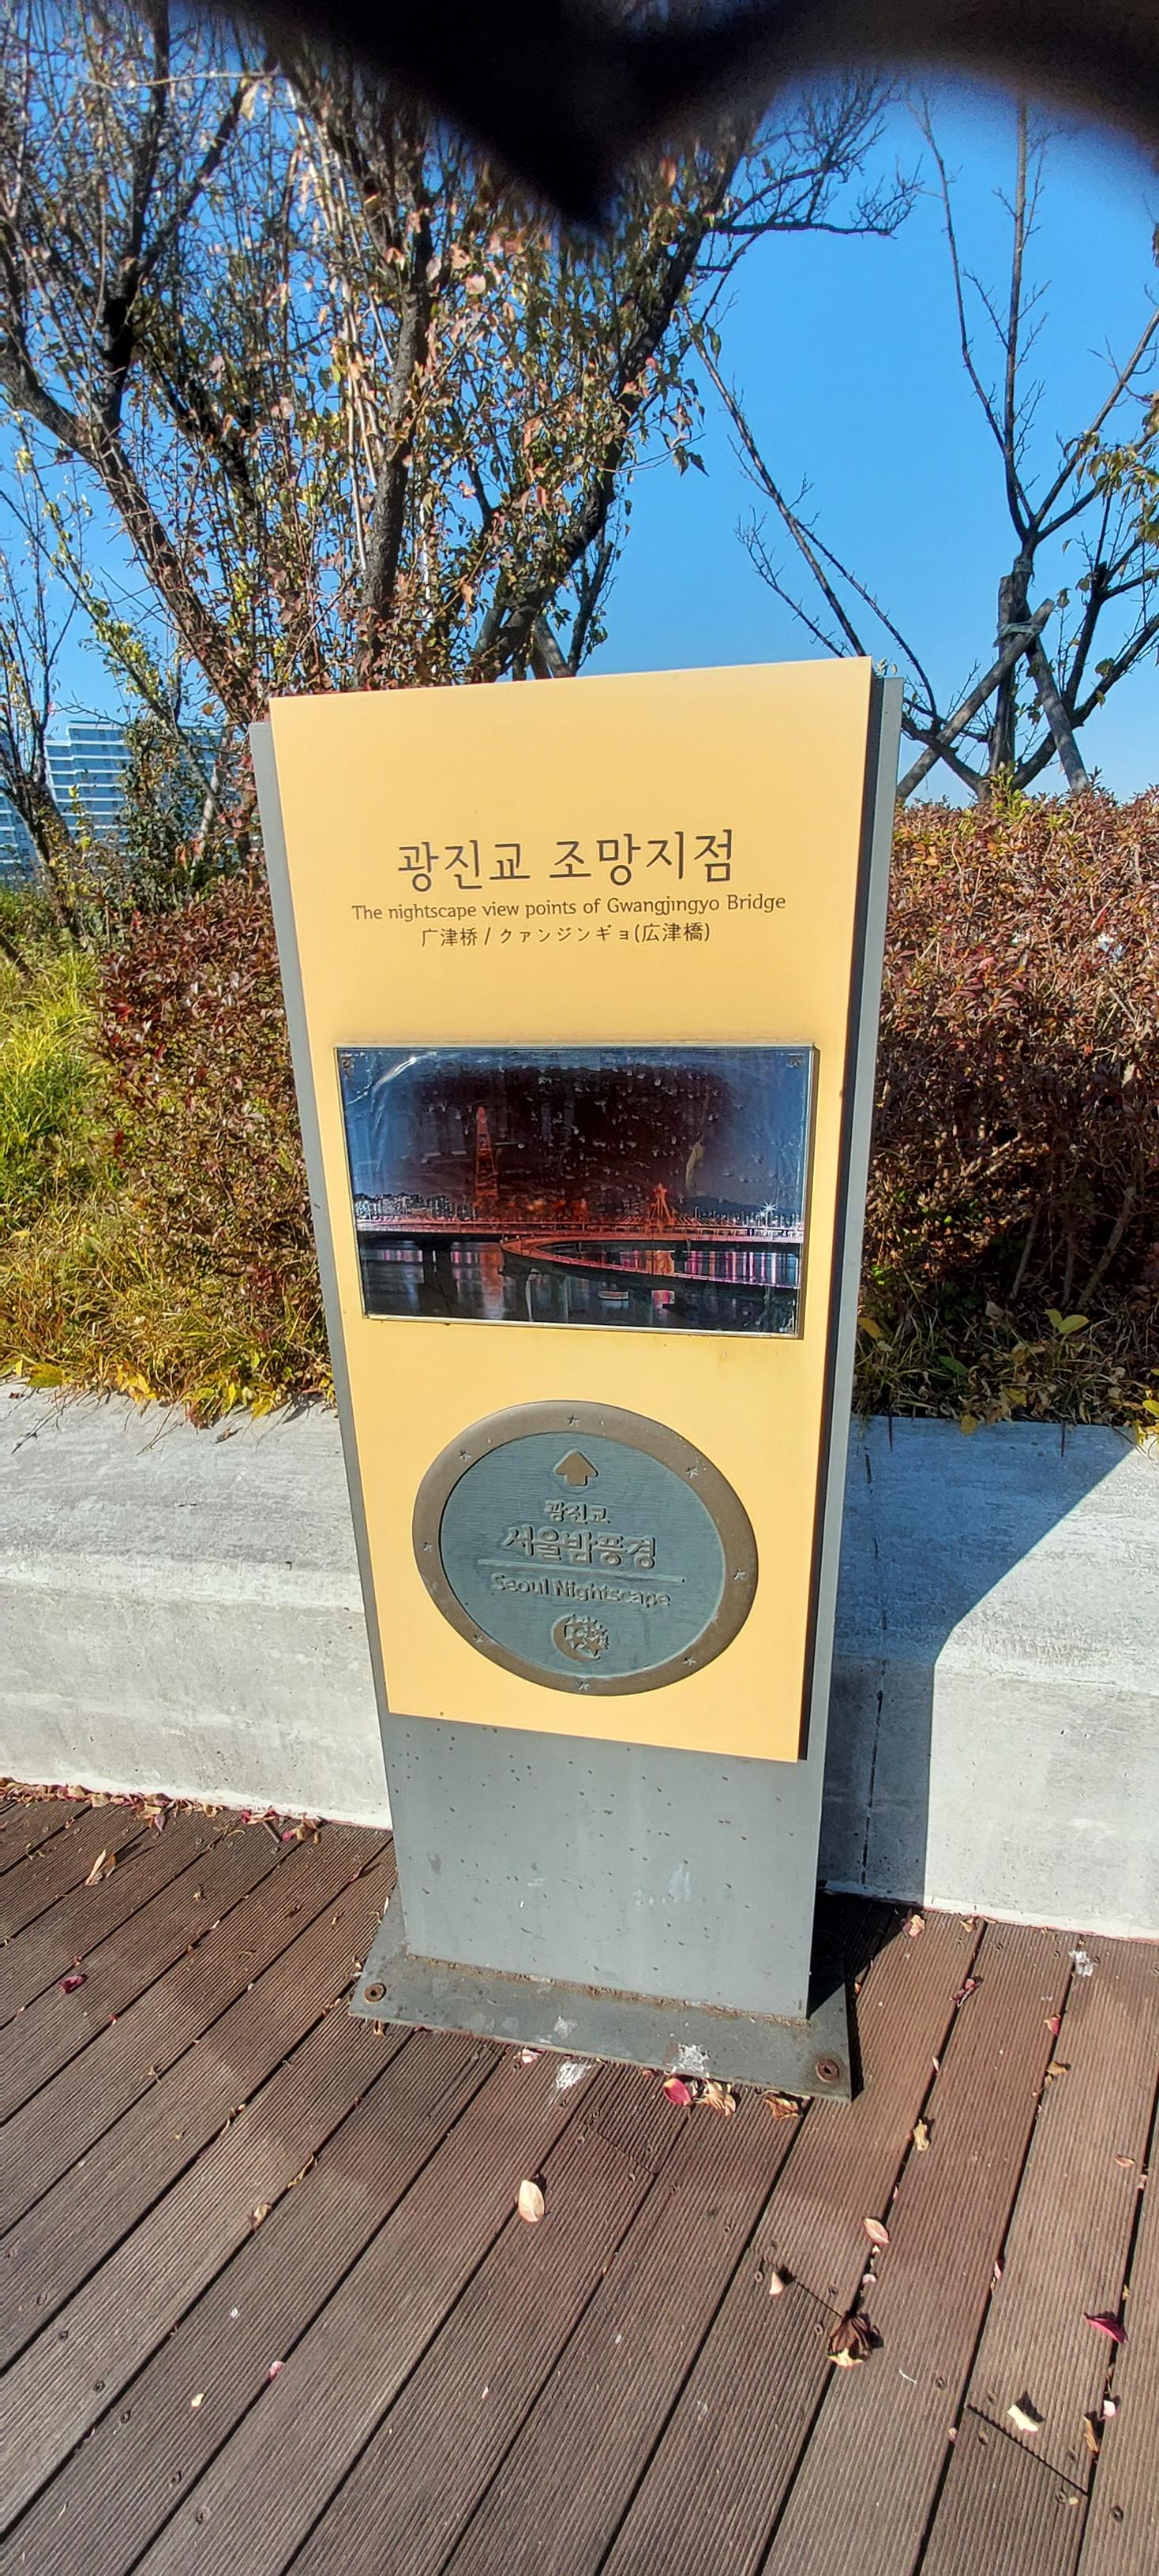 광진교 조망지점
The nightscape view points of Gwangjingyo Bridge
广津桥 / クァンジンギョ(広津橋)
광진교
서울밤풍경
Seoul Nightscape